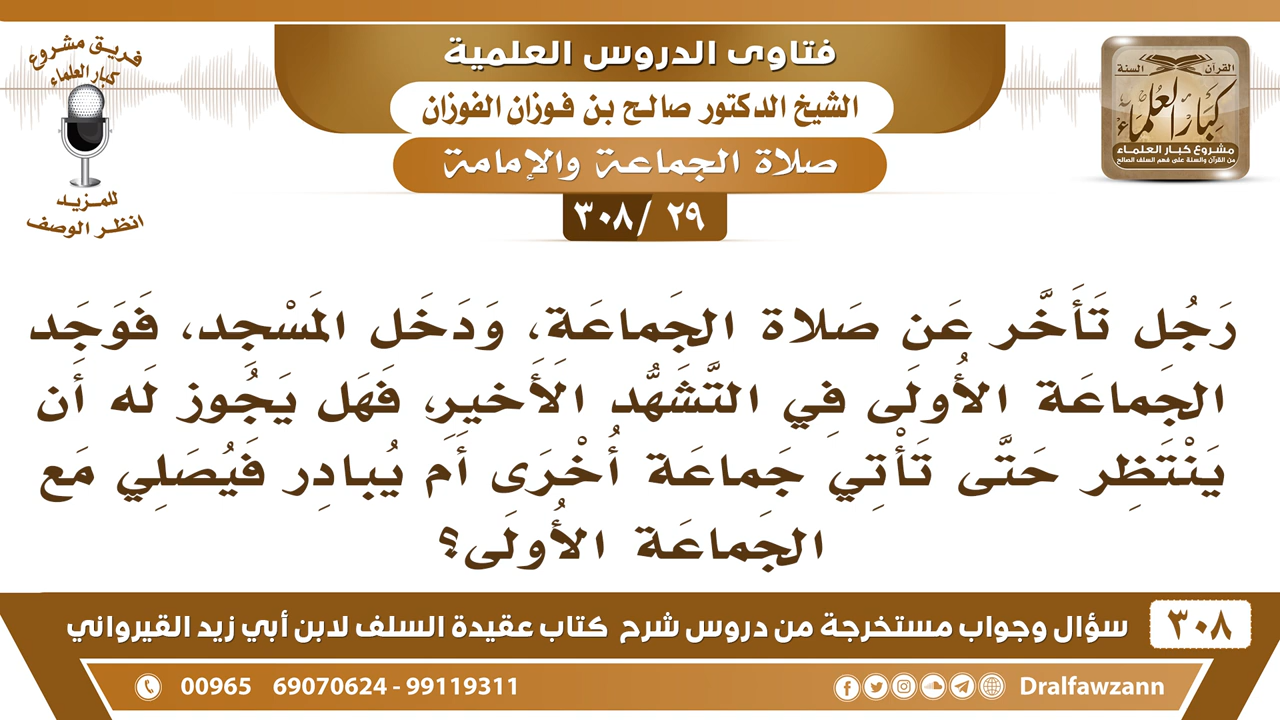 فتاوى الدروس العلمية
الشيخ الدكتور صالح بن فوزان الفوزان
صلاة الجماعة والإمامة
٢٩ / ٣٠٨
فريق مشروع
كبار العلماء
للمزيد
انظر الوصف
القرآن السنة
كبار العلماء
مشروع كبار العلماء
من القرآن والسنة على فهم السلف الصالح
رَجُل تَأَخَّر عَن صَلاة الجَماعَة، وَدَخَل المَسْجِد، فَوَجَد
الجَماعَة الأُولَى فِي التَّشَهُّد الأَخيرِ، فَهَل يَجُوز لَه أَن
يَنْتَظِر حَتَّى تَأْتِيَ جَماعَة أُخْرَى أَم يُبادِر فَيُصَلِي مَع
الجَماعَة الأُولَى؟
٣٠٨
سؤال وجواب مستخرجة من دروس شرح كتاب عقيدة السلف لابن أبي زيد القيرواني
00965 69070624 - 99119311
Dralfawzann